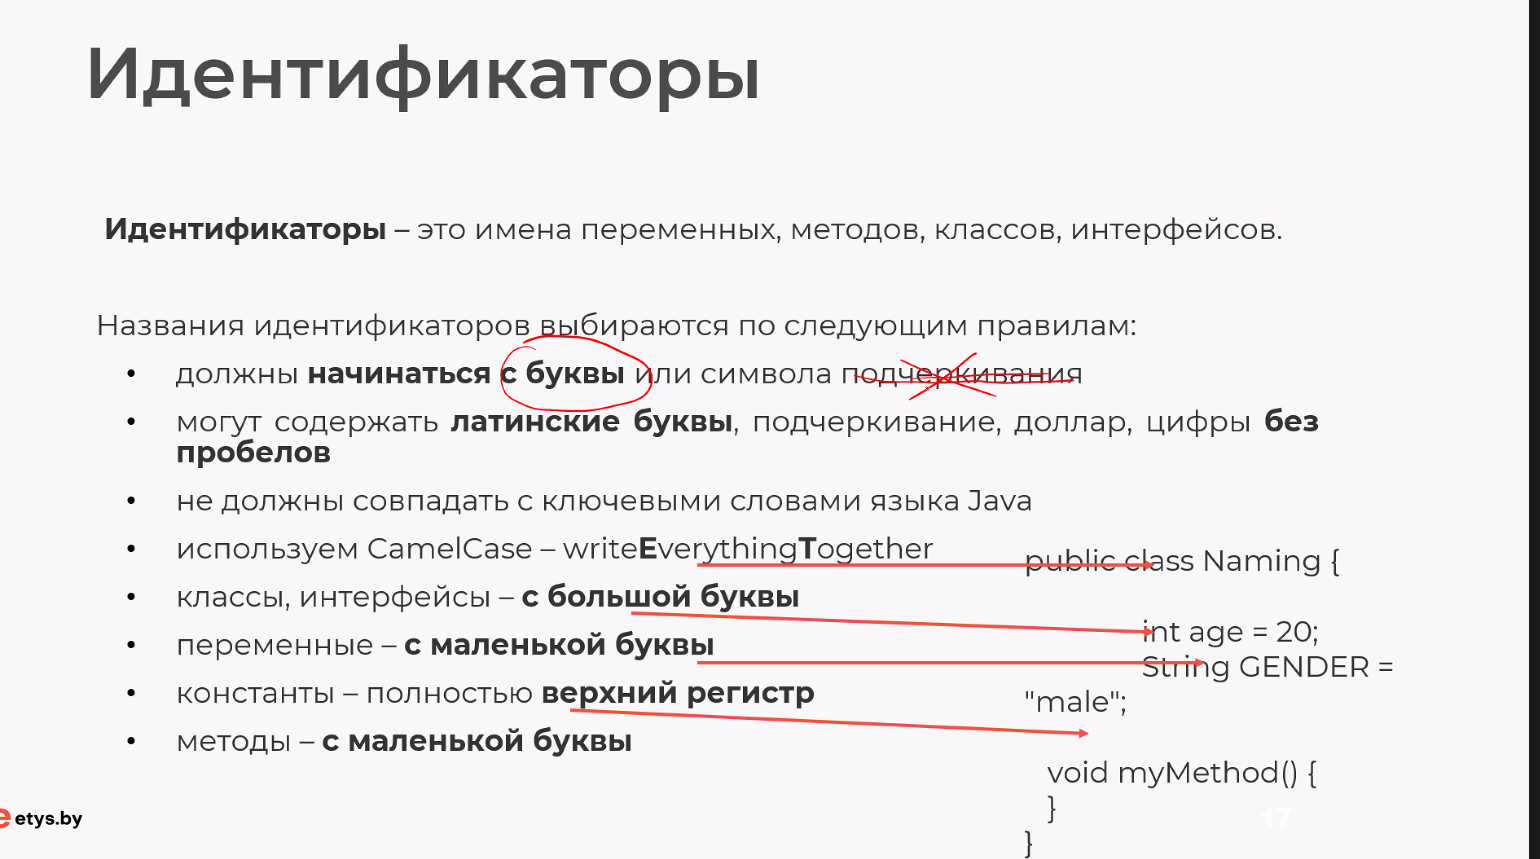 Идентификаторы
Идентификаторы – это имена переменных, методов, классов, интерфейсов.
Названия идентификаторов выбираются по следующим правилам:
• должны начинаться с буквы или символа подчеркивания
• могут содержать латинские буквы, подчеркивание, доллар, цифры без
пробелов
• не должны совпадать с ключевыми словами языка Java
• используем CamelCase – writeEverythingTogether
• классы, интерфейсы – с большой буквы
• переменные – с маленькой буквы
• константы – полностью верхний регистр
• методы – с маленькой буквы
public class Naming {
int age = 20;
String GENDER =
"male";
void myMethod() {
}
}
etys.by
17